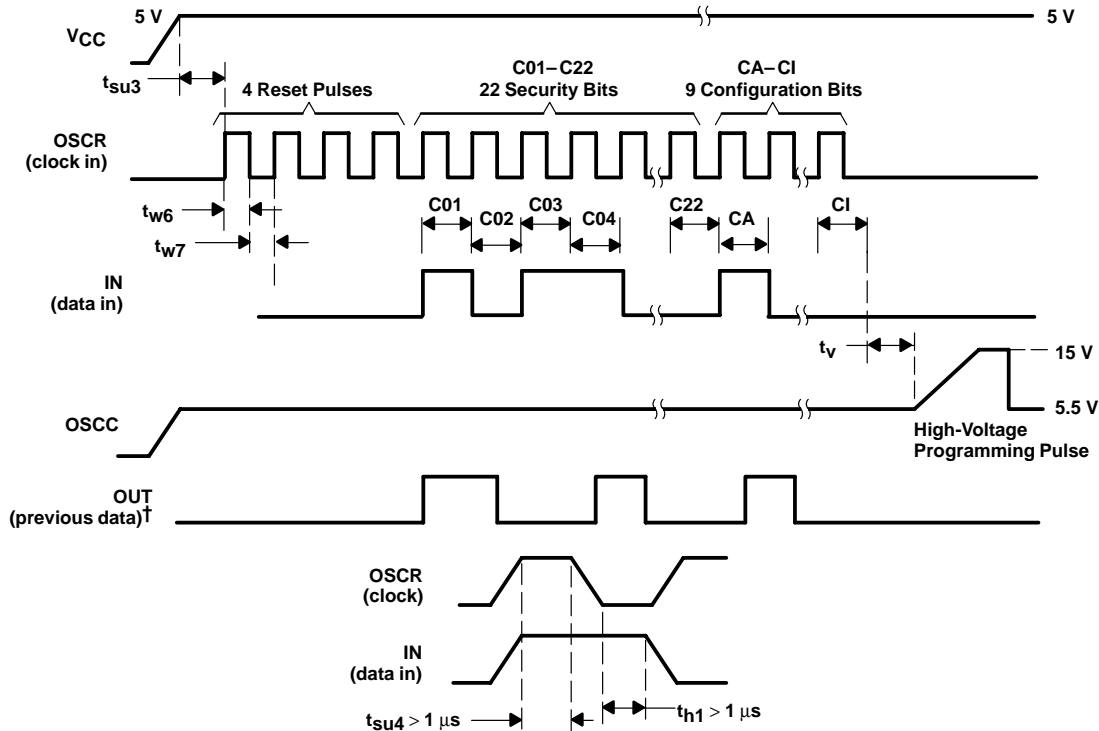 5 V
5 V
VCC
tsu3
4 Reset Pulses
C01–C22
22 Security Bits
CA–CI
9 Configuration Bits
OSCR
(clock in)
tw6
tw7
C01
C02
C03
C04
C22
CA
CI
IN
(data in)
tv
15 V
5.5 V
OSCC
High-Voltage
Programming Pulse
OUT
(previous data)†
OSCR
(clock)
IN
(data in)
tsu4 > 1 μs
th1 > 1 μs